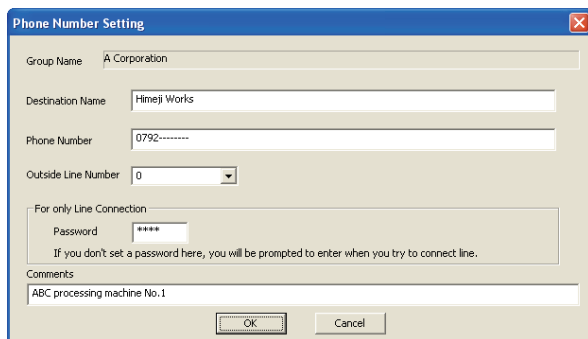 Phone Number Setting
Group Name A Corporation
Destination Name Himeji Works
Phone Number 0792--------
Outside Line Number 0
For only Line Connection
Password ****
If you don't set a password here, you will be prompted to enter when you try to connect line.
Comments
ABC processing machine No.1
OK Cancel